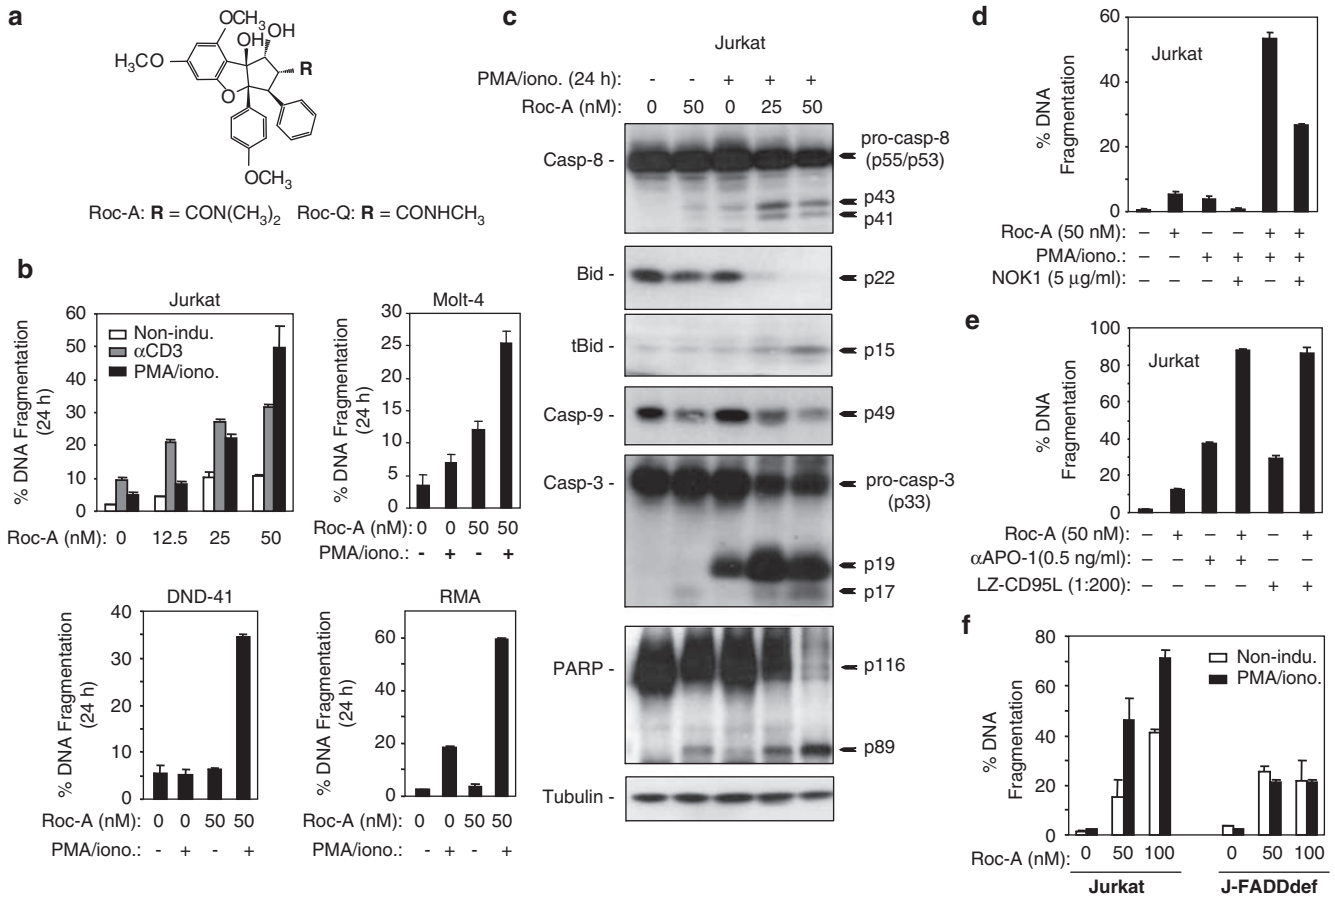 a
OCH3
OH
OH
H3CO
R
O
OCH3
Roc-A: R = CON(CH3)2 Roc-Q: R = CONHCH3
b
Jurkat
% DNA Fragmentation (24 h)
60
50
40
30
20
10
0
Non-indu.
αCD3
PMA/iono.
Roc-A (nM): 0 12.5 25 50
Molt-4
% DNA Fragmentation (24 h)
30
25
20
15
10
5
0
Roc-A (nM): 0 0 50 50
PMA/iono.: - + - +
DND-41
% DNA Fragmentation (24 h)
40
30
20
10
0
Roc-A (nM): 0 0 50 50
PMA/iono.: - + - +
RMA
% DNA Fragmentation (24 h)
60
40
20
0
Roc-A (nM): 0 0 50 50
PMA/iono.: - + - +
c
Jurkat
PMA/iono. (24 h): - - + + +
Roc-A (nM): 0 50 0 25 50
Casp-8 - pro-casp-8 (p55/p53)
p43
p41
Bid - p22
tBid - p15
Casp-9 - p49
Casp-3 - pro-casp-3 (p33)
p19
p17
PARP - p116
p89
Tubulin -
d
% DNA Fragmentation
60
40
20
0
Jurkat
Roc-A (50 nM): – + – – + +
PMA/iono.: – – + + + +
NOK1 (5 μg/ml): – – – + – +
e
% DNA Fragmentation
100
80
60
40
20
0
Jurkat
Roc-A (50 nM): – + – + – +
αAPO-1(0.5 ng/ml): – – + + – –
LZ-CD95L (1:200): – – – – + +
f
% DNA Fragmentation
80
60
40
20
0
Non-indu.
PMA/iono.
Roc-A (nM): 0 50 100 0 50 100
Jurkat J-FADDdef